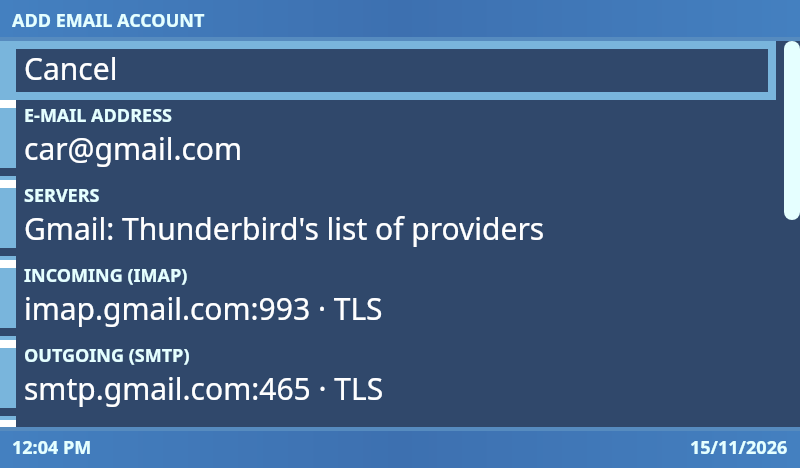 ADD EMAIL ACCOUNT
Cancel
E-MAIL ADDRESS
car@gmail.com
SERVERS
Gmail: Thunderbird's list of providers
INCOMING (IMAP)
imap.gmail.com:993 · TLS
OUTGOING (SMTP)
smtp.gmail.com:465 · TLS
12:04 PM
15/11/2026